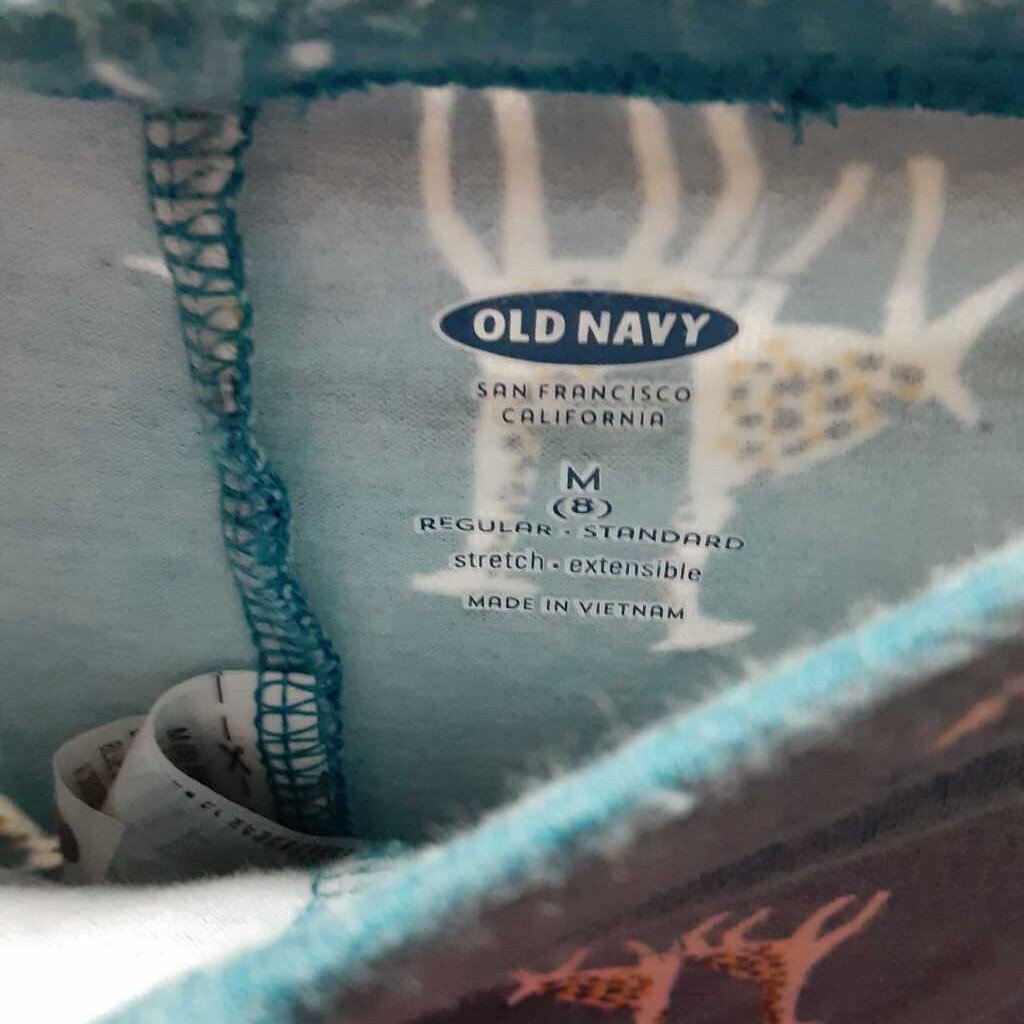 OLD NAVY
SAN FRANCISCO
CALIFORNIA
M
(8)
REGULAR • STANDARD
stretch • extensible
MADE IN VIETNAM